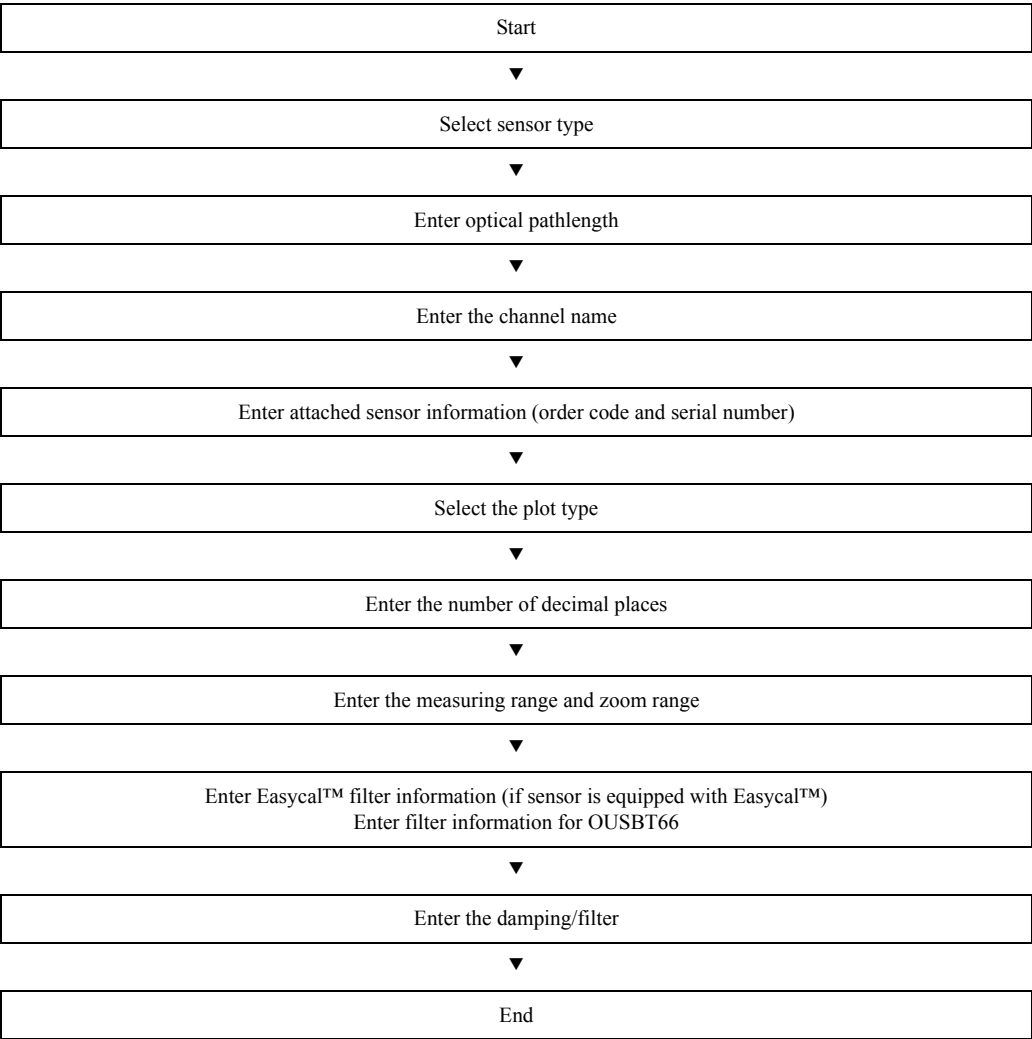 Start
▼
Select sensor type
▼
Enter optical pathlength
▼
Enter the channel name
▼
Enter attached sensor information (order code and serial number)
▼
Select the plot type
▼
Enter the number of decimal places
▼
Enter the measuring range and zoom range
▼
Enter Easycal™ filter information (if sensor is equipped with Easycal™)
Enter filter information for OUSBT66
▼
Enter the damping/filter
▼
End